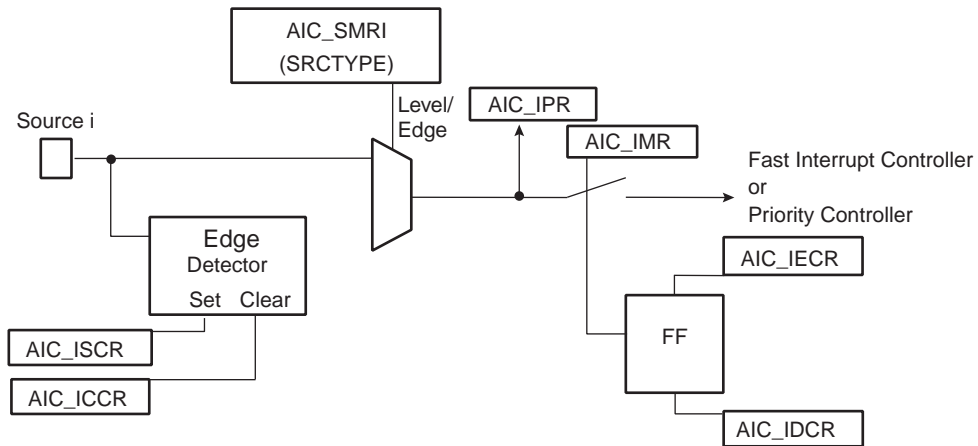 AIC_SMRI
(SRCTYPE)
Source i
Level/
Edge
AIC_IPR
AIC_IMR
Fast Interrupt Controller
or
Priority Controller
Edge
Detector
Set Clear
AIC_IECR
FF
AIC_ISCR
AIC_ICCR
AIC_IDCR